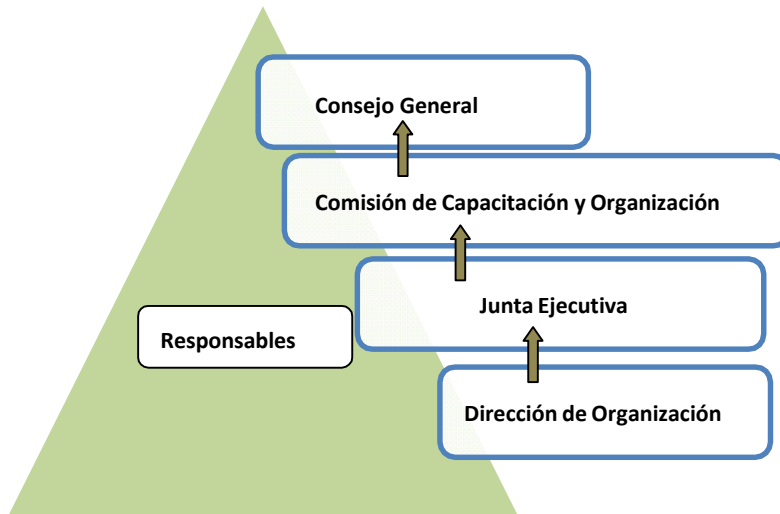 Consejo General
Comisión de Capacitación y Organización
Junta Ejecutiva
Responsables
Dirección de Organización